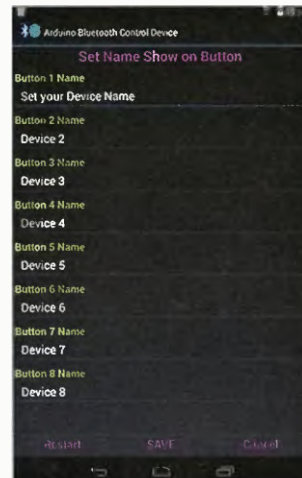 Arduino Bluetooth Control Device
Set Name Show on Button
Button 1 Name
Set your Device Name
Button 2 Name
Device 2
Button 3 Name
Device 3
Button 4 Name
Device 4
Button 5 Name
Device 5
Button 6 Name
Device 6
Button 7 Name
Device 7
Button 8 Name
Device 8
Restart SAVE Cancel